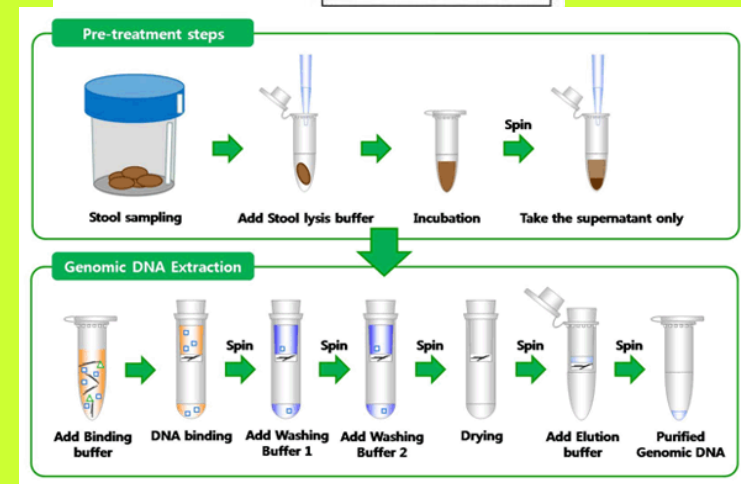 Pre-treatment steps
Spin
Stool sampling
Add Stool lysis buffer
Incubation
Take the supernatant only
Genomic DNA Extraction
Spin
Spin
Spin
Spin
Spin
Add Binding
buffer
DNA binding
Add Washing
Buffer 1
Add Washing
Buffer 2
Drying
Add Elution
buffer
Purified
Genomic DNA